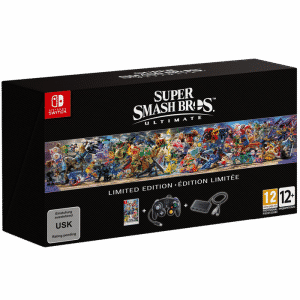 NINTENDO
SWITCH
SUPER
SMASH BROS.
ULTIMATE
LIMITED EDITION · ÉDITION LIMITÉE
USK
12
12+